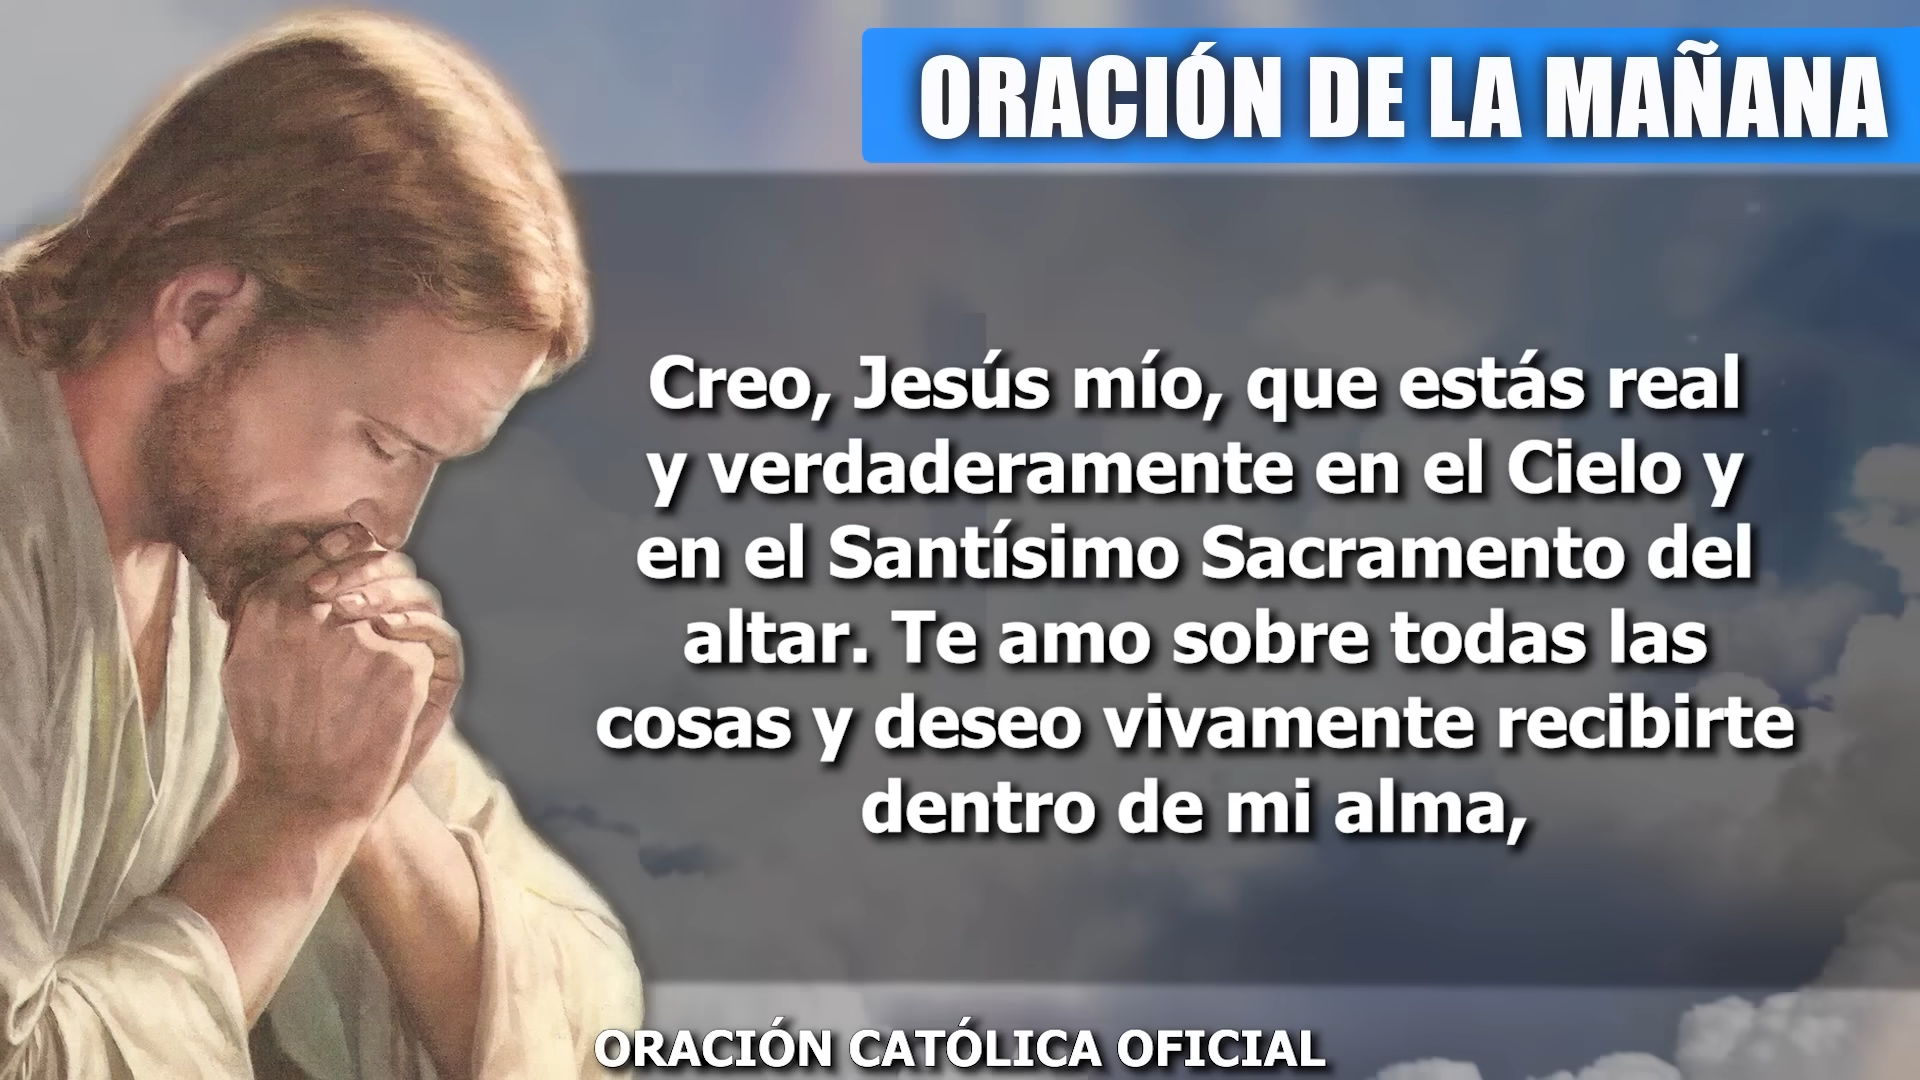 ORACIÓN DE LA MAÑANA
Creo, Jesús mío, que estás real
y verdaderamente en el Cielo y
en el Santísimo Sacramento del
altar. Te amo sobre todas las
cosas y deseo vivamente recibirte
dentro de mi alma,
ORACIÓN CATÓLICA OFICIAL